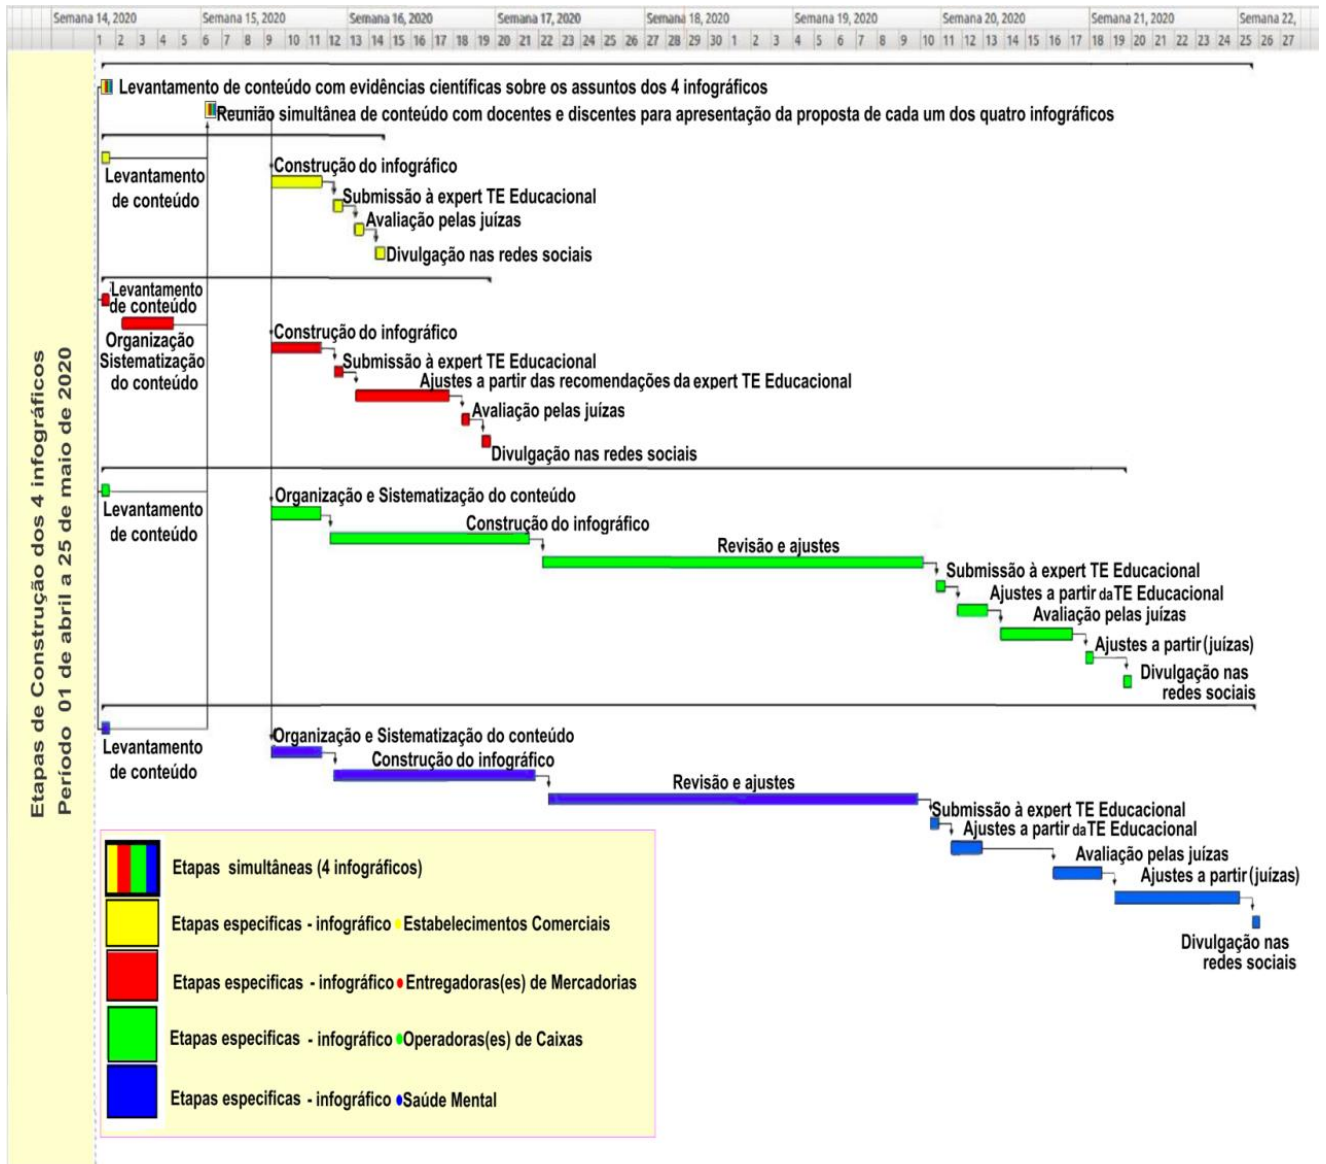 Semana 14, 2020 Semana 15, 2020 Semana 16, 2020 Semana 17, 2020 Semana 18, 2020 Semana 19, 2020 Semana 20, 2020 Semana 21, 2020 Semana 22,
1 2 3 4 5 6 7 8 9 10 11 12 13 14 15 16 17 18 19 20 21 22 23 24 25 26 27 28 29 30 1 2 3 4 5 6 7 8 9 10 11 12 13 14 15 16 17 18 19 20 21 22 23 24 25 26 27
Etapas de Construção dos 4 infográficos
Período 01 de abril a 25 de maio de 2020
Levantamento de conteúdo com evidências científicas sobre os assuntos dos 4 infográficos
Reunião simultânea de conteúdo com docentes e discentes para apresentação da proposta de cada um dos quatro infográficos
Levantamento
de conteúdo
Construção do infográfico
Submissão à expert TE Educacional
Avaliação pelas juízas
Divulgação nas redes sociais
Levantamento
de conteúdo
Organização
Sistematização
do conteúdo
Construção do infográfico
Submissão à expert TE Educacional
Ajustes a partir das recomendações da expert TE Educacional
Avaliação pelas juízas
Divulgação nas redes sociais
Levantamento
de conteúdo
Organização e Sistematização do conteúdo
Construção do infográfico
Revisão e ajustes
Submissão à expert TE Educacional
Ajustes a partir da TE Educacional
Avaliação pelas juízas
Ajustes a partir (juízas)
Divulgação nas
redes sociais
Levantamento
de conteúdo
Organização e Sistematização do conteúdo
Construção do infográfico
Revisão e ajustes
Submissão à expert TE Educacional
Ajustes a partir da TE Educacional
Avaliação pelas juízas
Ajustes a partir (juízas)
Divulgação nas
redes sociais
Etapas simultâneas (4 infográficos)
Etapas especificas - infográfico Estabelecimentos Comerciais
Etapas especificas - infográfico Entregadoras(es) de Mercadorias
Etapas especificas - infográfico Operadoras(es) de Caixas
Etapas especificas - infográfico Saúde Mental